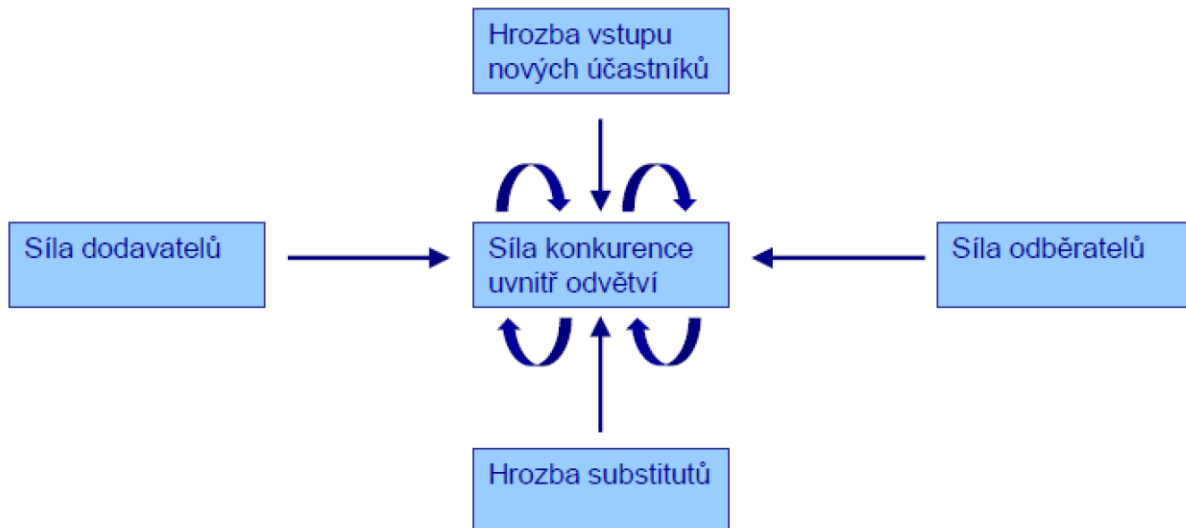 Hrozba vstupu
nových účastníků
Síla dodavatelů
Síla konkurence
uvnitř odvětví
Síla odběratelů
Hrozba substitutů